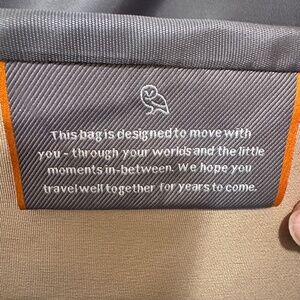 This bag is designed to move with
you - through your worlds and the little
moments in-between. We hope you
travel well together for years to come.